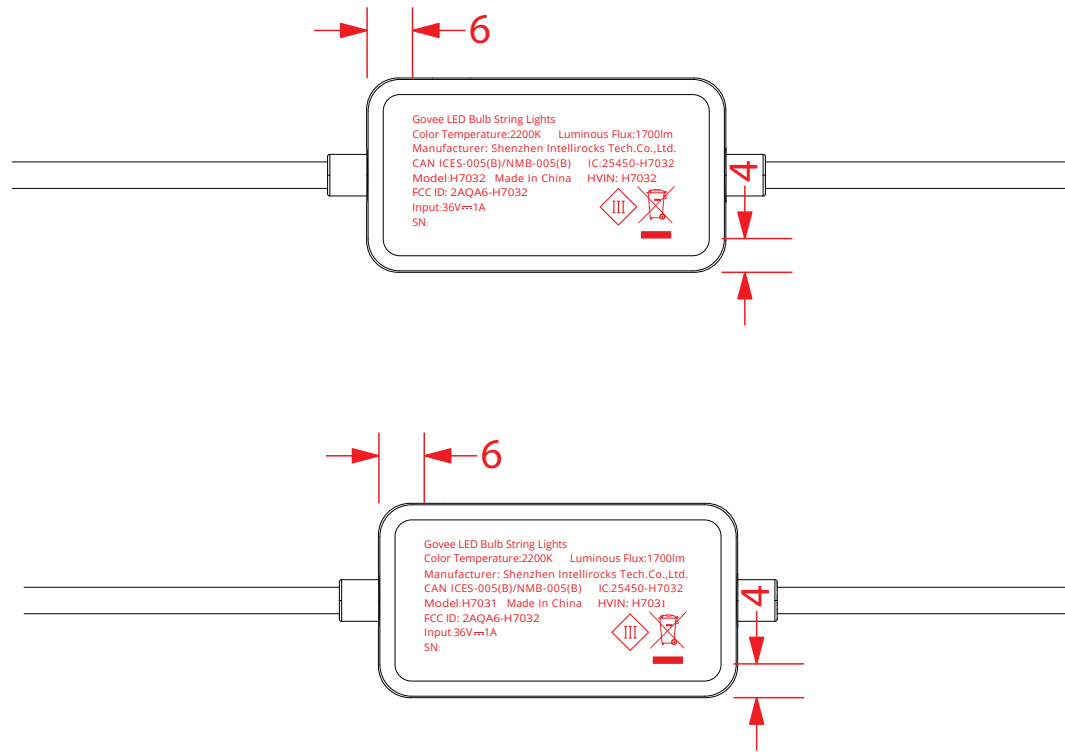 6
Govee LED Bulb String Lights
Color Temperature:2200K Luminous Flux:1700lm
Manufacturer: Shenzhen Intellirocks Tech.Co.,Ltd.
CAN ICES-005(B)/NMB-005(B) IC:25450-H7032
Model:H7032 Made In China HVIN: H7032
FCC ID: 2AQA6-H7032
Input:36V⎓1A
SN:
III
4
6
Govee LED Bulb String Lights
Color Temperature:2200K Luminous Flux:1700lm
Manufacturer: Shenzhen Intellirocks Tech.Co.,Ltd.
CAN ICES-005(B)/NMB-005(B) IC:25450-H7032
Model:H7031 Made In China HVIN: H7031
FCC ID: 2AQA6-H7032
Input:36V⎓1A
SN:
III
4